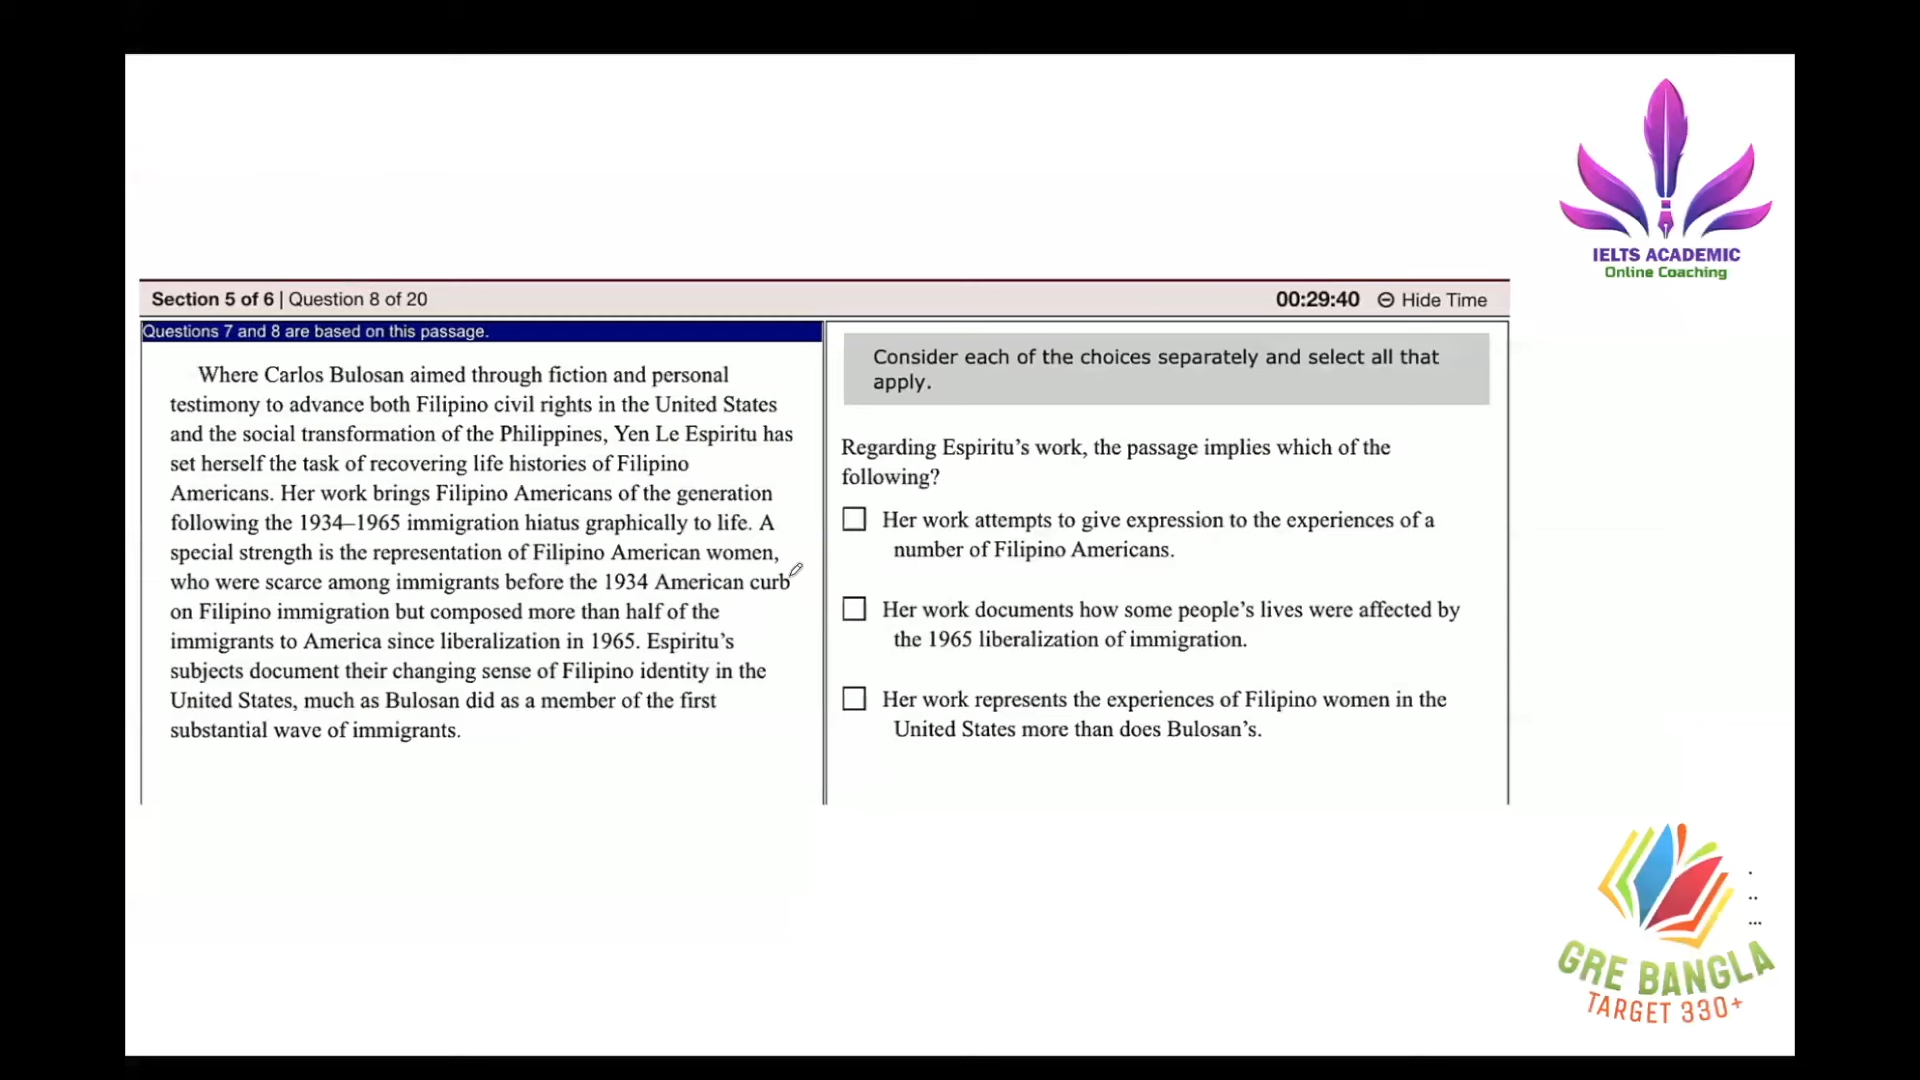 IELTS ACADEMIC
Online Coaching
Section 5 of 6 | Question 8 of 20
00:29:40 Hide Time
Questions 7 and 8 are based on this passage.
Where Carlos Bulosan aimed through fiction and personal
testimony to advance both Filipino civil rights in the United States
and the social transformation of the Philippines, Yen Le Espiritu has
set herself the task of recovering life histories of Filipino
Americans. Her work brings Filipino Americans of the generation
following the 1934–1965 immigration hiatus graphically to life. A
special strength is the representation of Filipino American women,
who were scarce among immigrants before the 1934 American curb
on Filipino immigration but composed more than half of the
immigrants to America since liberalization in 1965. Espiritu's
subjects document their changing sense of Filipino identity in the
United States, much as Bulosan did as a member of the first
substantial wave of immigrants.
Consider each of the choices separately and select all that
apply.
Regarding Espiritu's work, the passage implies which of the
following?
Her work attempts to give expression to the experiences of a
number of Filipino Americans.
Her work documents how some people's lives were affected by
the 1965 liberalization of immigration.
Her work represents the experiences of Filipino women in the
United States more than does Bulosan's.
.
..
...
GRE BANGLA
TARGET 330+